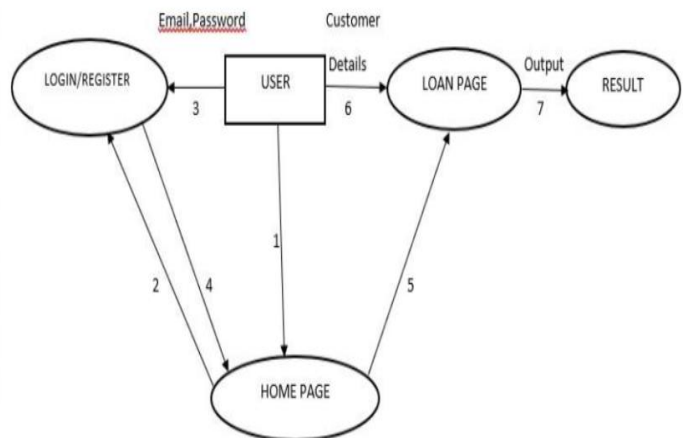 Email,Password
Customer
LOGIN/REGISTER
USER
Details
LOAN PAGE
Output
RESULT
3
6
7
1
2
4
5
HOME PAGE